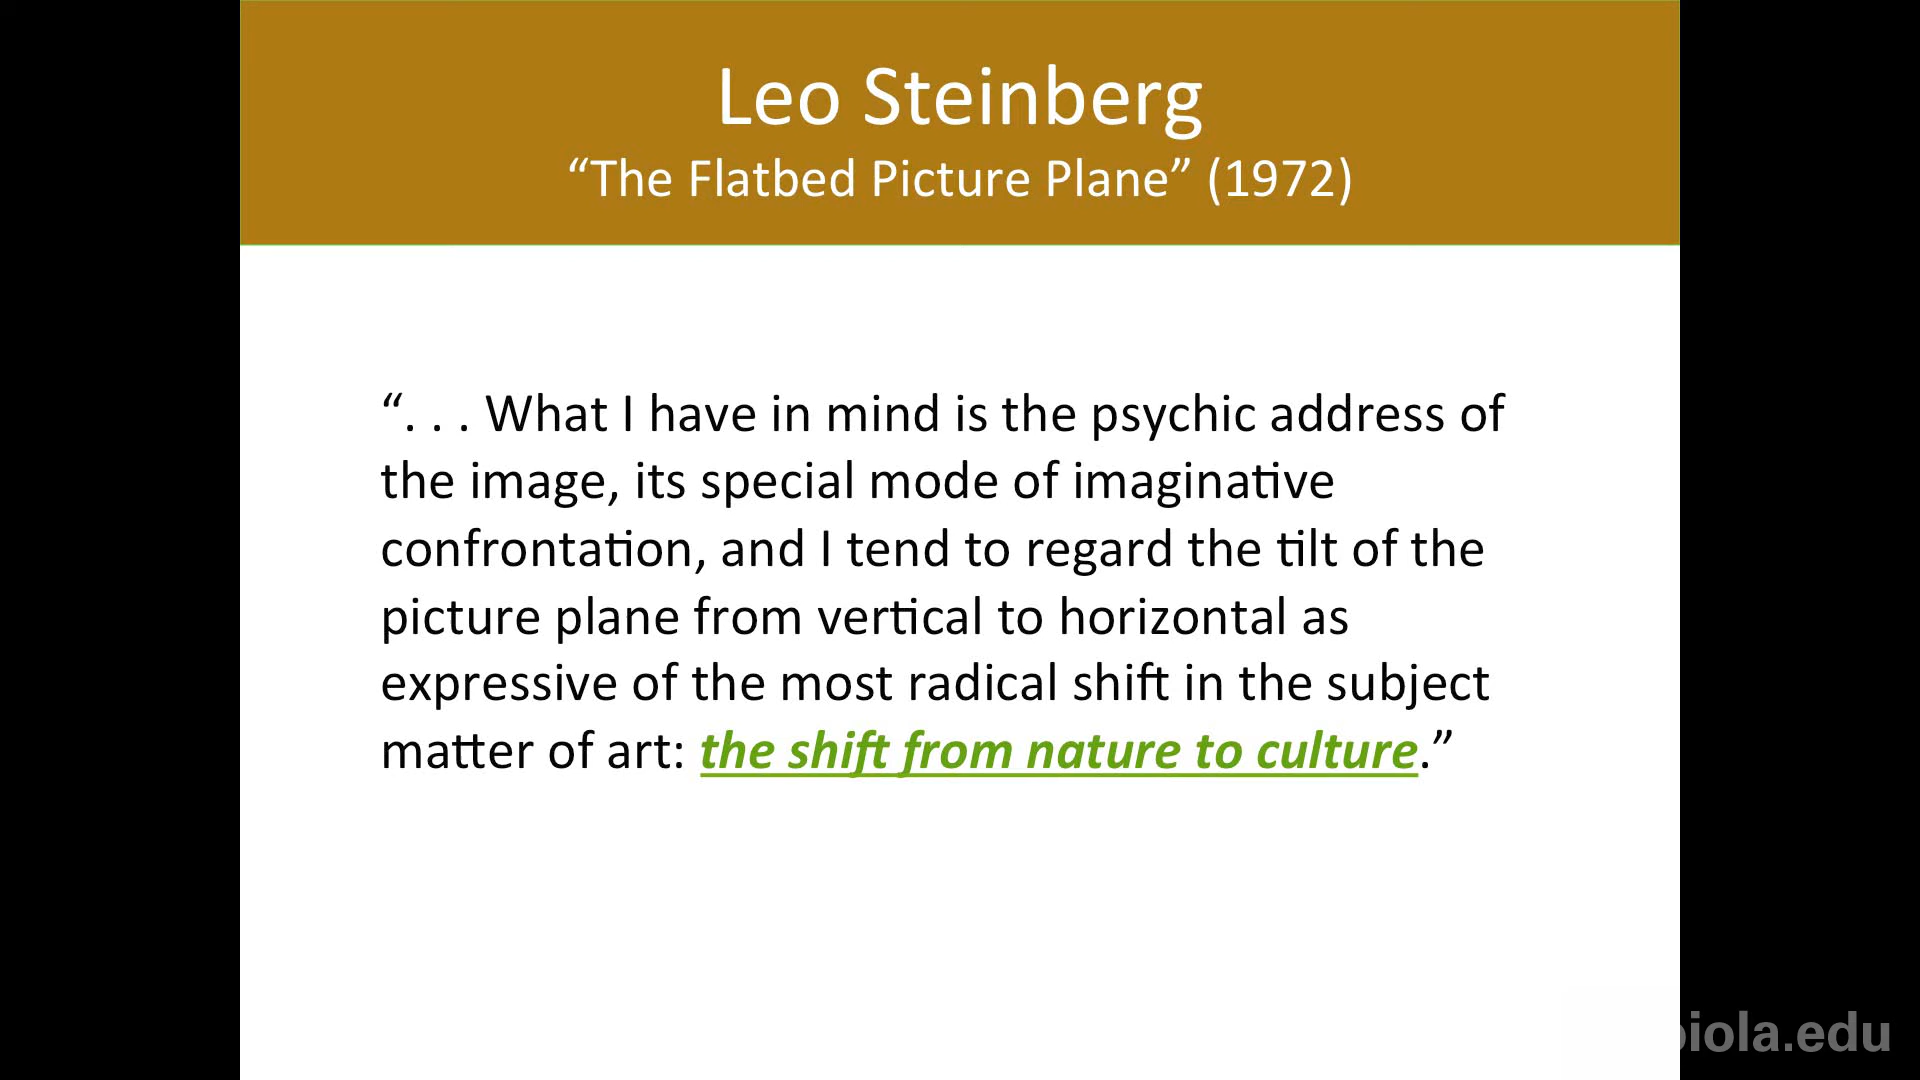 Leo Steinberg
“The Flatbed Picture Plane” (1972)
“. . . What I have in mind is the psychic address of
the image, its special mode of imaginative
confrontation, and I tend to regard the tilt of the
picture plane from vertical to horizontal as
expressive of the most radical shift in the subject
matter of art: the shift from nature to culture.”
biola.edu